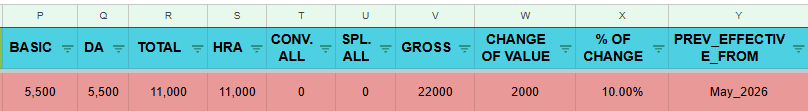 P Q R S T U V W X Y
BASIC DA TOTAL HRA CONV. ALL SPL. ALL GROSS CHANGE OF VALUE % OF CHANGE PREV_EFFECTIVE_FROM
5,500 5,500 11,000 11,000 0 0 22000 2000 10.00% May_2026